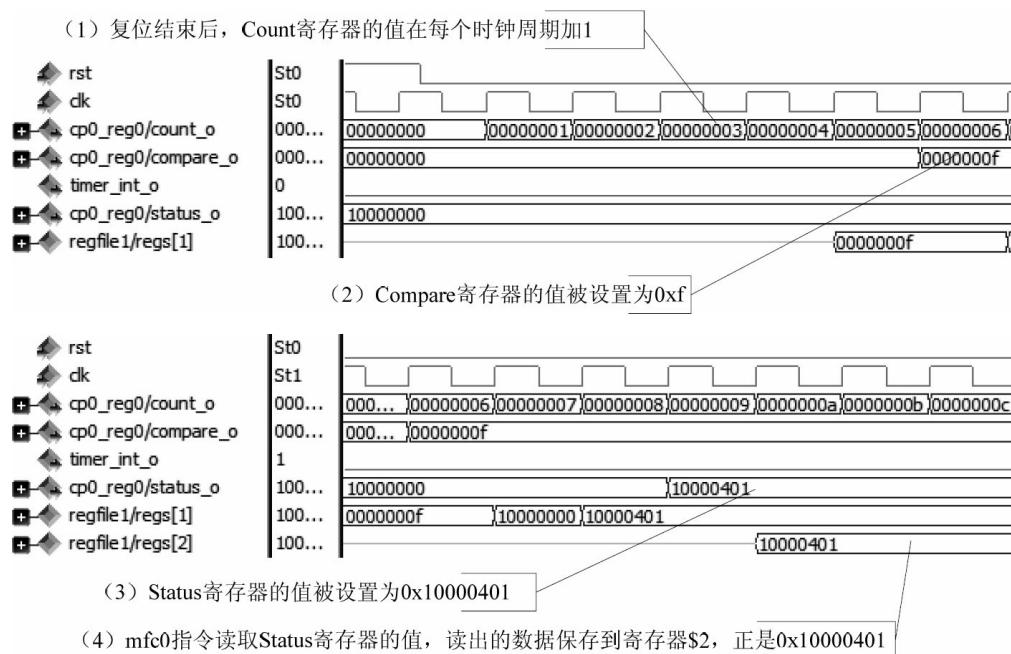 （1）复位结束后，Count寄存器的值在每个时钟周期加1
rst St0
clk St0
cp0_reg0/count_o 000... 00000000 00000001 00000002 00000003 00000004 00000005 00000006
cp0_reg0/compare_o 000... 00000000 0000000f
timer_int_o 0
cp0_reg0/status_o 100... 10000000
regfile1/regs[1] 100... 0000000f
（2）Compare寄存器的值被设置为0xf
rst St0
clk St1
cp0_reg0/count_o 000... 000... 00000006 00000007 00000008 00000009 0000000a 0000000b 0000000c
cp0_reg0/compare_o 000... 000... 0000000f
timer_int_o 1
cp0_reg0/status_o 100... 10000000 10000401
regfile1/regs[1] 100... 0000000f 10000000 10000401
regfile1/regs[2] 100... 10000401
（3）Status寄存器的值被设置为0x10000401
（4）mfc0指令读取Status寄存器的值，读出的数据保存到寄存器$2，正是0x10000401